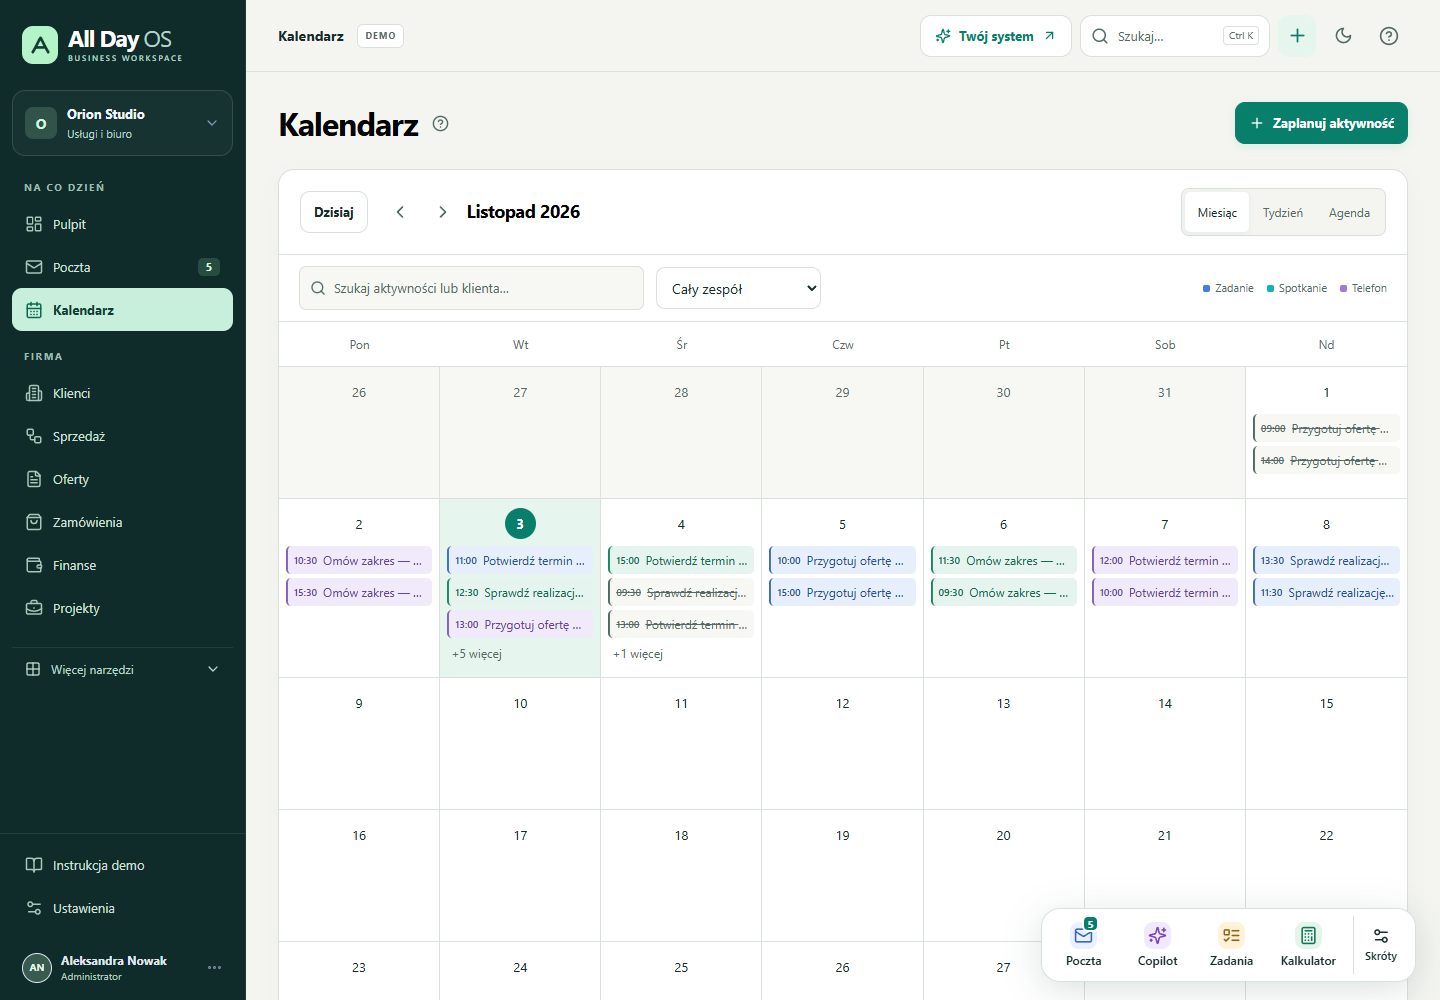 All Day OS
BUSINESS WORKSPACE
O
Orion Studio
Usługi i biuro
NA CO DZIEŃ
Pulpit
Poczta
5
Kalendarz
FIRMA
Klienci
Sprzedaż
Oferty
Zamówienia
Finanse
Projekty
Więcej narzędzi
Instrukcja demo
Ustawienia
AN
Aleksandra Nowak
Administrator
Kalendarz
DEMO
Twój system
Szukaj...
Ctrl K
Kalendarz
Zaplanuj aktywność
Dzisiaj
Listopad 2026
Miesiąc
Tydzień
Agenda
Szukaj aktywności lub klienta...
Cały zespół
Zadanie
Spotkanie
Telefon
Pon
Wt
Śr
Czw
Pt
Sob
Nd
26
27
28
29
30
31
1
09:00 Przygotuj ofertę ...
14:00 Przygotuj ofertę ...
2
10:30 Omów zakres — ...
15:30 Omów zakres — ...
3
11:00 Potwierdź termin ...
12:30 Sprawdź realizacj...
13:00 Przygotuj ofertę ...
+5 więcej
4
15:00 Potwierdź termin ...
09:30 Sprawdź realizacj...
13:00 Potwierdź termin ...
+1 więcej
5
10:00 Przygotuj ofertę ...
15:00 Przygotuj ofertę ...
6
11:30 Omów zakres — ...
09:30 Omów zakres — ...
7
12:00 Potwierdź termin ...
10:00 Potwierdź termin ...
8
13:30 Sprawdź realizacj...
11:30 Sprawdź realizację...
9
10
11
12
13
14
15
16
17
18
19
20
21
22
23
24
25
26
27
5
Poczta
Copilot
Zadania
Kalkulator
Skróty